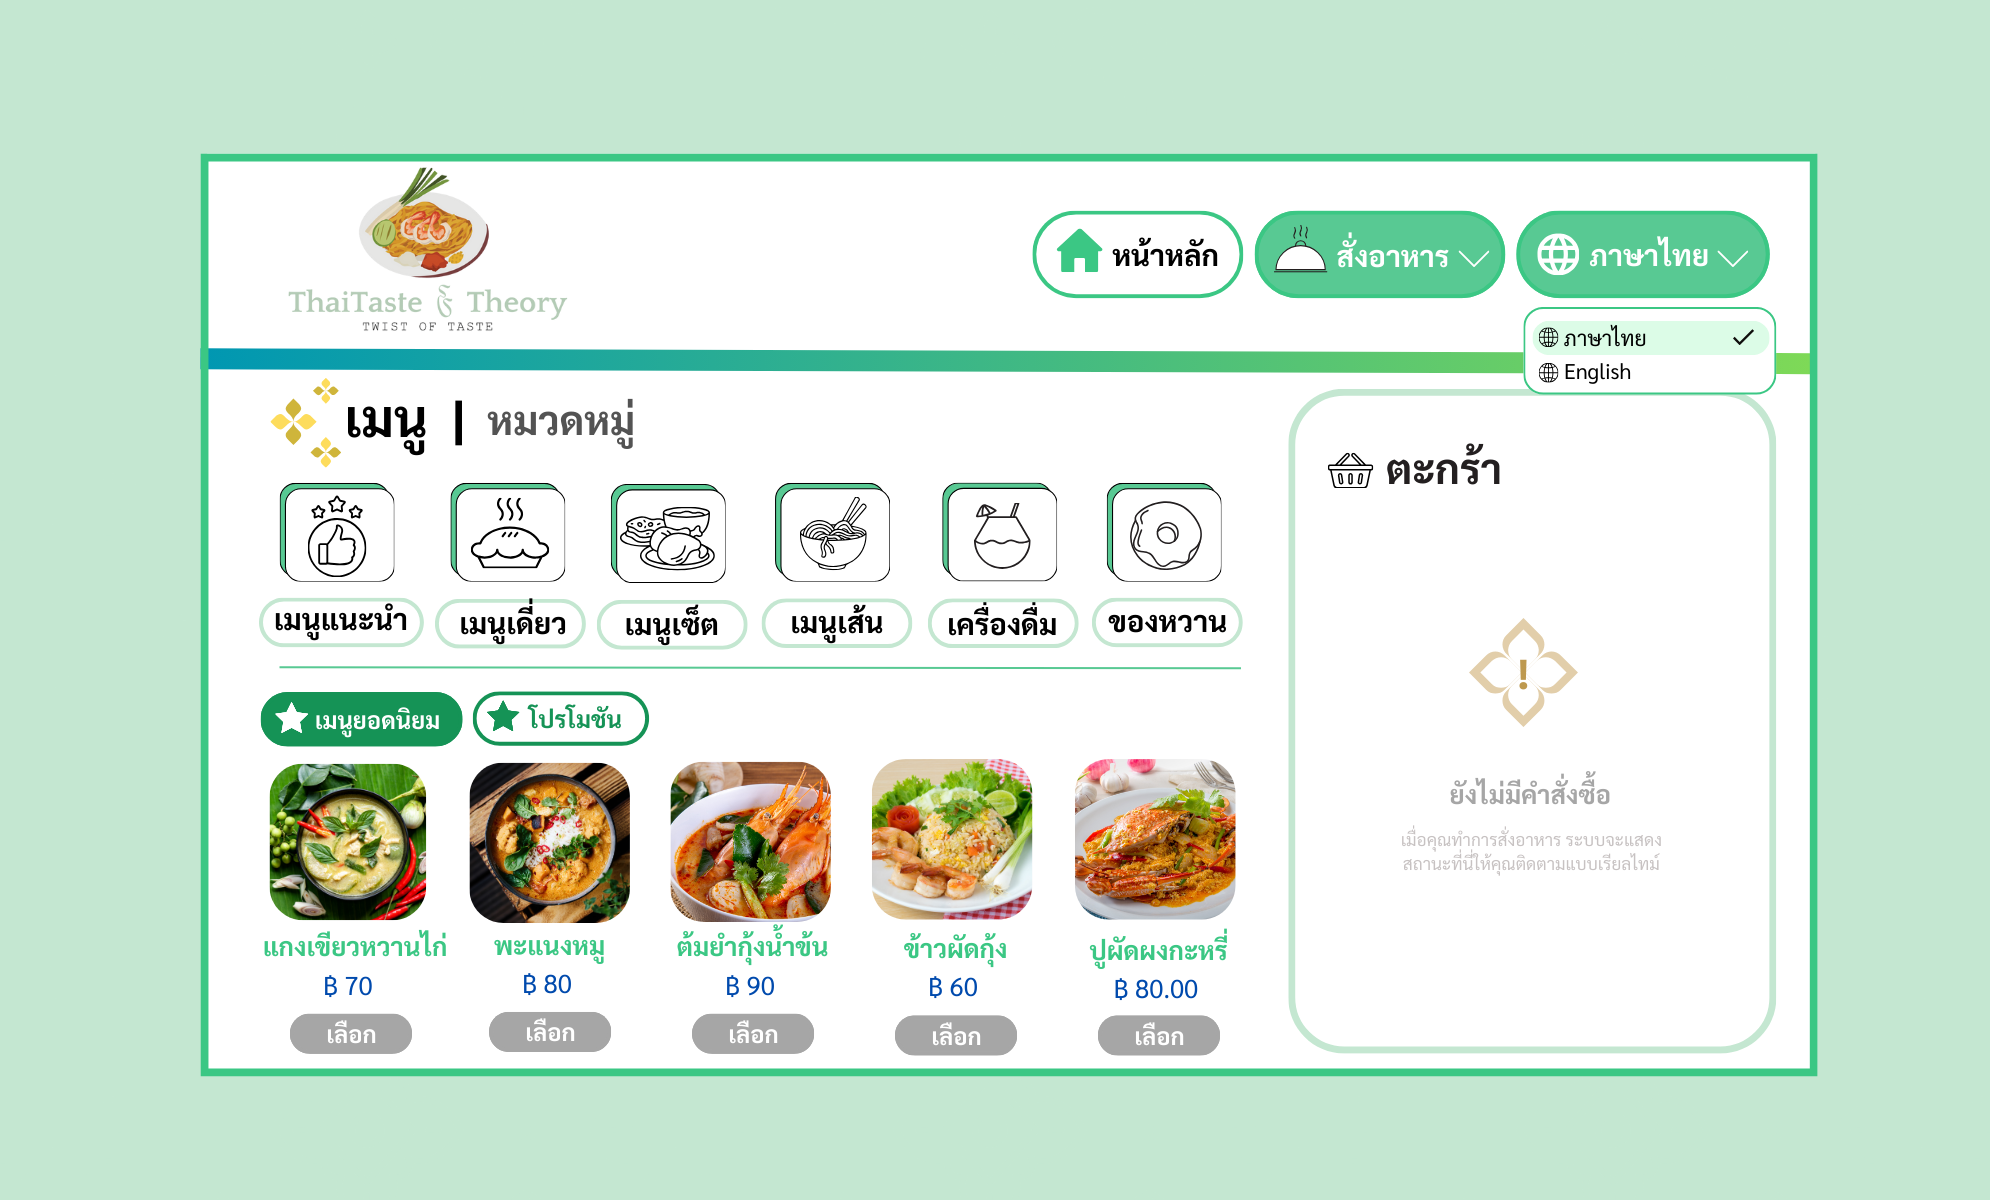 ThaiTaste & Theory
TWIST OF TASTE
หน้าหลัก
สั่งอาหาร
ภาษาไทย
ภาษาไทย
English
เมนู | หมวดหมู่
เมนูแนะนำ
เมนูเดี่ยว
เมนูเซ็ต
เมนูเส้น
เครื่องดื่ม
ของหวาน
เมนูยอดนิยม
โปรโมชัน
แกงเขียวหวานไก่
฿ 70
เลือก
พะแนงหมู
฿ 80
เลือก
ต้มยำกุ้งน้ำข้น
฿ 90
เลือก
ข้าวผัดกุ้ง
฿ 60
เลือก
ปูผัดผงกะหรี่
฿ 80.00
เลือก
ตะกร้า
!
ยังไม่มีคำสั่งซื้อ
เมื่อคุณทำการสั่งอาหาร ระบบจะแสดง
สถานะที่นี่ให้คุณติดตามแบบเรียลไทม์